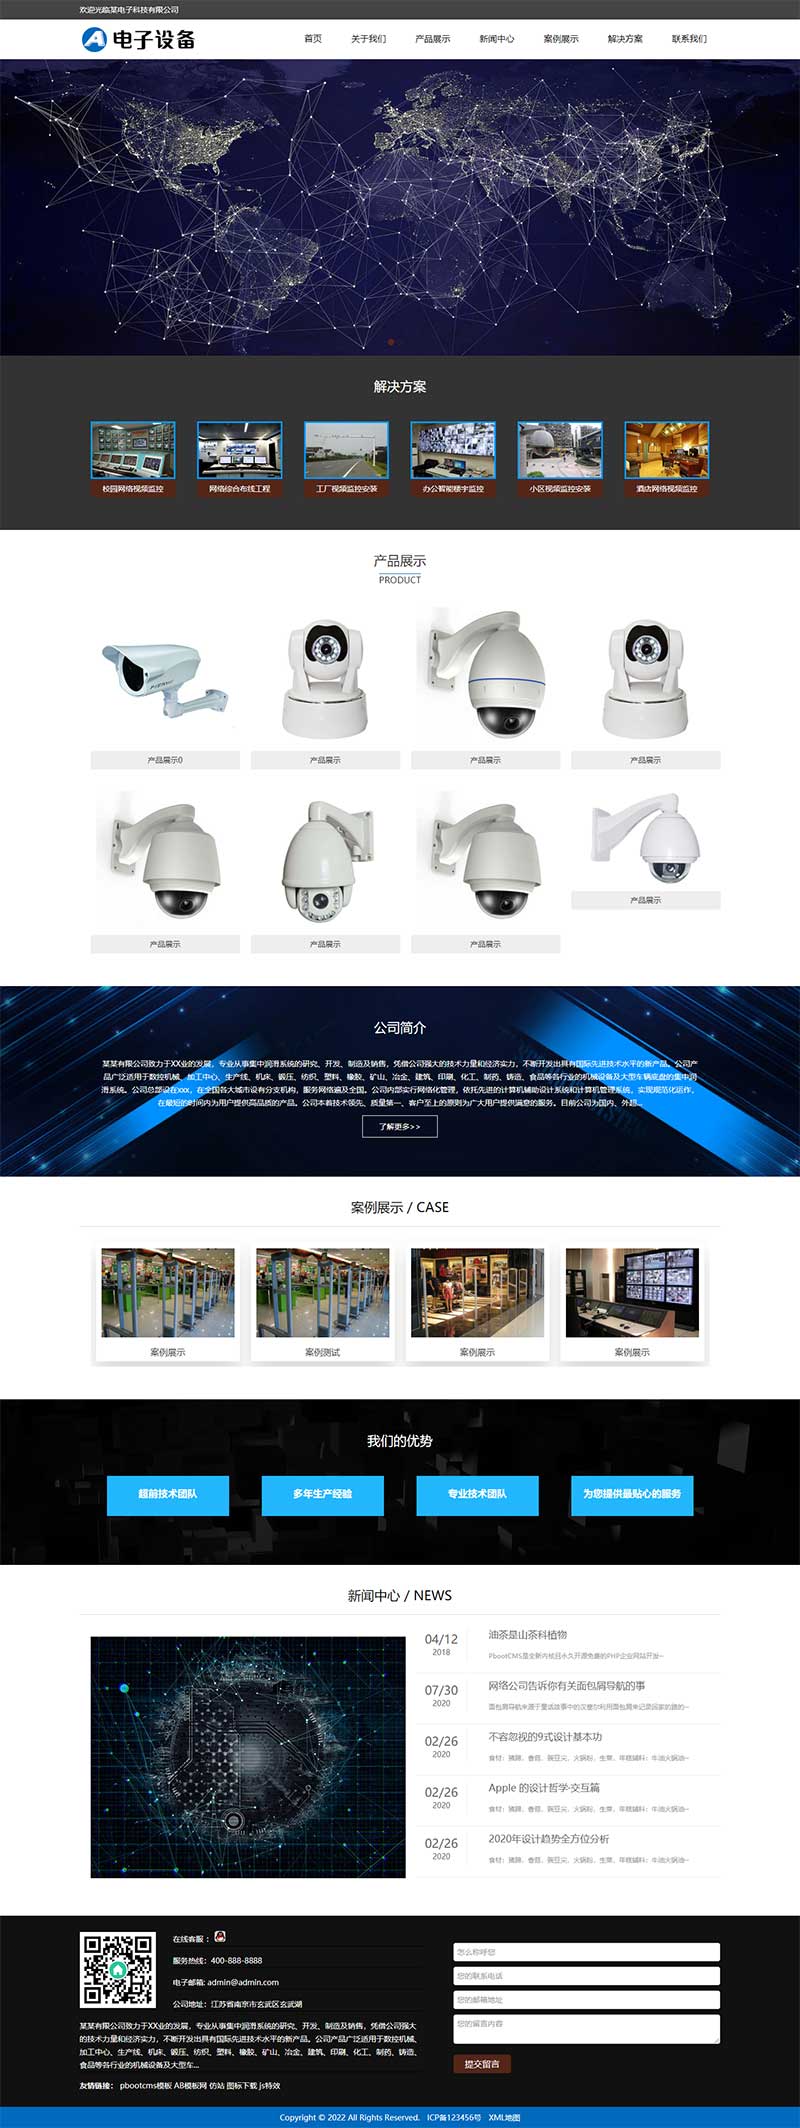 欢迎光临某电子科技有限公司
电子设备
首页 关于我们 产品展示 新闻中心 案例展示 解决方案 联系我们
解决方案
校园网络视频监控 网络综合布线工程 工厂视频监控安装 办公智能楼宇监控 小区视频监控安装 酒店网络视频监控
产品展示
PRODUCT
产品展示0 产品展示 产品展示 产品展示
产品展示 产品展示 产品展示 产品展示
公司简介
某某有限公司致力于XX业的发展，专业从事集中润滑系统的研究、开发、制造及销售，凭借公司强大的技术力量和经济实力，不断开发出具有国际先进技术水平的新产品。公司产
品广泛适用于数控机械、加工中心、生产线、机床、锻压、纺织、塑料、橡胶、矿山、冶金、建筑、印刷、化工、制药、铸造、食品等各行业的机械设备及大型车辆底盘的集中润
滑系统。公司总部设在xxx，在全国各大城市设有分支机构，服务网络遍及全国。公司内部实行网络化管理，依托先进的计算机辅助设计系统和计算机管理系统，实现规范化运作，
在最短的时间内为用户提供高品质的产品。公司本着技术领先、质量第一、客户至上的原则为广大用户提供满意的服务。目前公司为国内、外超...
了解更多>>
案例展示 / CASE
案例展示 案例测试 案例展示 案例展示
我们的优势
超前技术团队 多年生产经验 专业技术团队 为您提供最贴心的服务
新闻中心 / NEWS
04/12 油茶是山茶科植物
2018 PbootCMS是全新内核且永久开源免费的PHP企业网站开发~
07/30 网络公司告诉你有关面包屑导航的事
2020 面包屑导航来源于童话故事中的汉塞尔利用面包屑来记录回家的路的~
02/26 不容忽视的9式设计基本功
2020 食材：猪蹄、香菇、豌豆尖、火锅粉、生菜、年糕辅料：牛油火锅油~
02/26 Apple 的设计哲学·交互篇
2020 食材：猪蹄、香菇、豌豆尖、火锅粉、生菜、年糕辅料：牛油火锅油~
02/26 2020年设计趋势全方位分析
2020 食材：猪蹄、香菇、豌豆尖、火锅粉、生菜、年糕辅料：牛油火锅油~
在线客服：
服务热线：400-888-8888
电子邮箱: admin@admin.com
公司地址：江苏省南京市玄武区玄武湖
某某有限公司致力于XX业的发展，专业从事集中润滑系统的研究、开发、制造及销售，凭借公司强大
的技术力量和经济实力，不断开发出具有国际先进技术水平的新产品。公司产品广泛适用于数控机械、
加工中心、生产线、机床、锻压、纺织、塑料、橡胶、矿山、冶金、建筑、印刷、化工、制药、铸造、
食品等各行业的机械设备及大型车...
友情链接： pbootcms模板 AB模板网 仿站 图标下载 js特效
怎么称呼您
您的联系电话
您的邮箱地址
您的留言内容
提交留言
Copyright © 2022 All Rights Reserved. ICP备123456号 XML地图